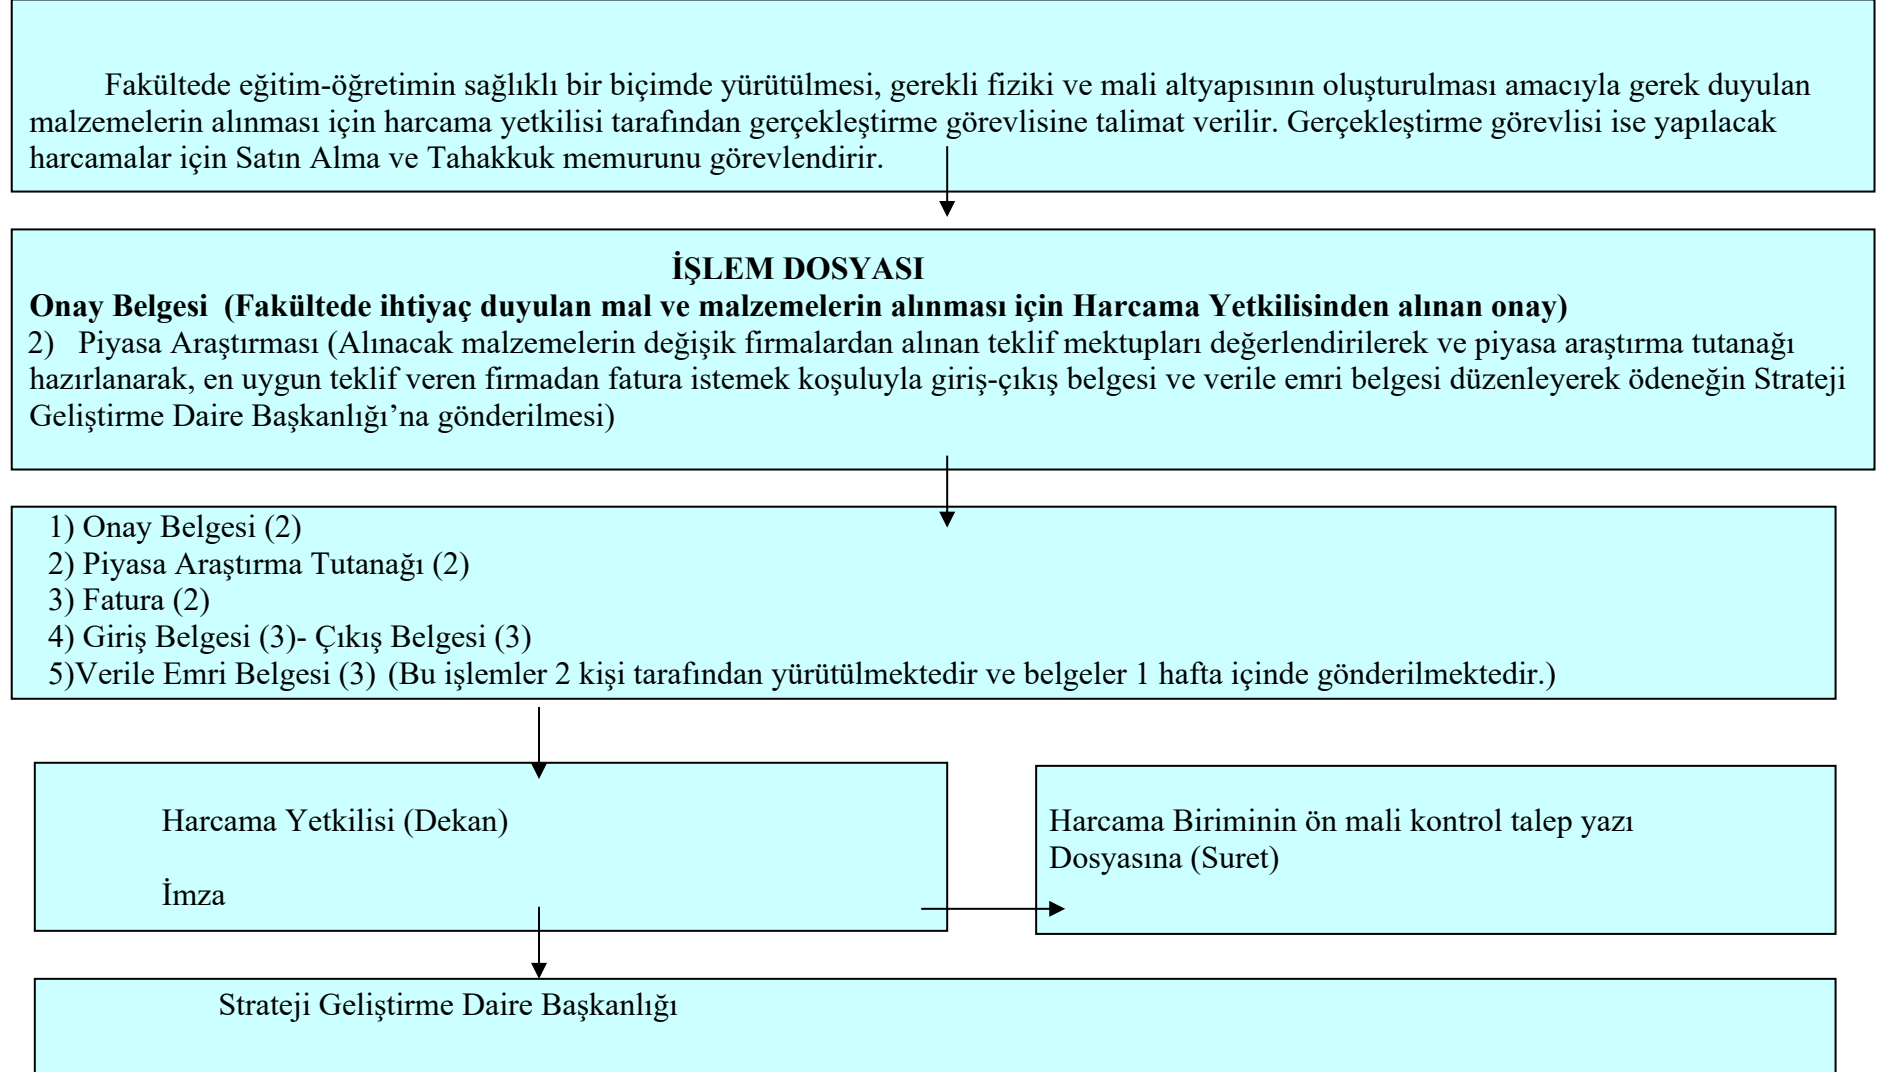 Fakültede eğitim-öğretimin sağlıklı bir biçimde yürütülmesi, gerekli fiziki ve mali altyapısının oluşturulması amacıyla gerek duyulan
malzemelerin alınması için harcama yetkilisi tarafından gerçekleştirme görevlisine talimat verilir. Gerçekleştirme görevlisi ise yapılacak
harcamalar için Satın Alma ve Tahakkuk memurunu görevlendirir.
İŞLEM DOSYASI
Onay Belgesi (Fakültede ihtiyaç duyulan mal ve malzemelerin alınması için Harcama Yetkilisinden alınan onay)
2) Piyasa Araştırması (Alınacak malzemelerin değişik firmalardan alınan teklif mektupları değerlendirilerek ve piyasa araştırma tutanağı
hazırlanarak, en uygun teklif veren firmadan fatura istemek koşuluyla giriş-çıkış belgesi ve verile emri belgesi düzenleyerek ödeneğin Strateji
Geliştirme Daire Başkanlığı’na gönderilmesi)
1) Onay Belgesi (2)
2) Piyasa Araştırma Tutanağı (2)
3) Fatura (2)
4) Giriş Belgesi (3)- Çıkış Belgesi (3)
5)Verile Emri Belgesi (3) (Bu işlemler 2 kişi tarafından yürütülmektedir ve belgeler 1 hafta içinde gönderilmektedir.)
Harcama Yetkilisi (Dekan)
İmza
Harcama Biriminin ön mali kontrol talep yazı
Dosyasına (Suret)
Strateji Geliştirme Daire Başkanlığı